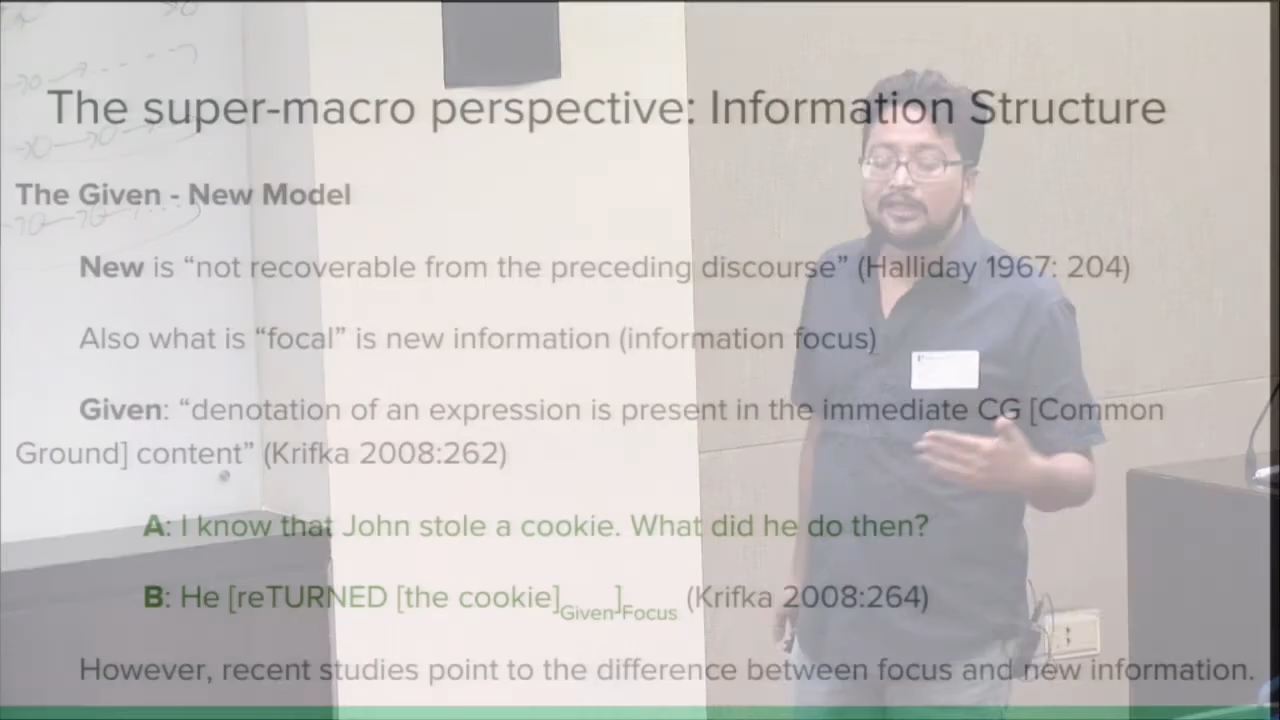 The super-macro perspective: Information Structure
The Given - New Model
New is “not recoverable from the preceding discourse” (Halliday 1967: 204)
Also what is “focal” is new information (information focus)
Given: “denotation of an expression is present in the immediate CG [Common
Ground] content” (Krifka 2008:262)
A: I know that John stole a cookie. What did he do then?
B: He [reTURNED [the cookie]Given]Focus (Krifka 2008:264)
However, recent studies point to the difference between focus and new information.